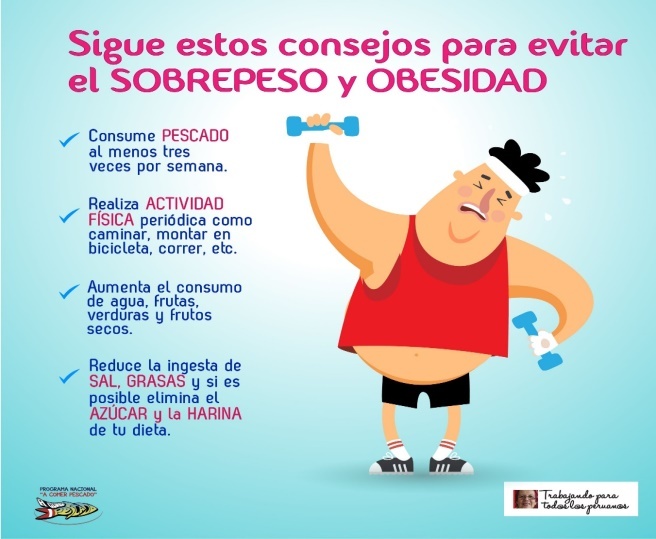 Sigue estos consejos para evitar
el SOBREPESO y OBESIDAD
Consume PESCADO
al menos tres
veces por semana.
Realiza ACTIVIDAD
FÍSICA periódica como
caminar, montar en
bicicleta, correr, etc.
Aumenta el consumo
de agua, frutas,
verduras y frutos
secos.
Reduce la ingesta de
SAL, GRASAS y si es
posible elimina el
AZÚCAR y la HARINA
de tu dieta.
PROGRAMA NACIONAL
"A COMER PESCADO"
Trabajando para
Tod@s l@s peruan@s